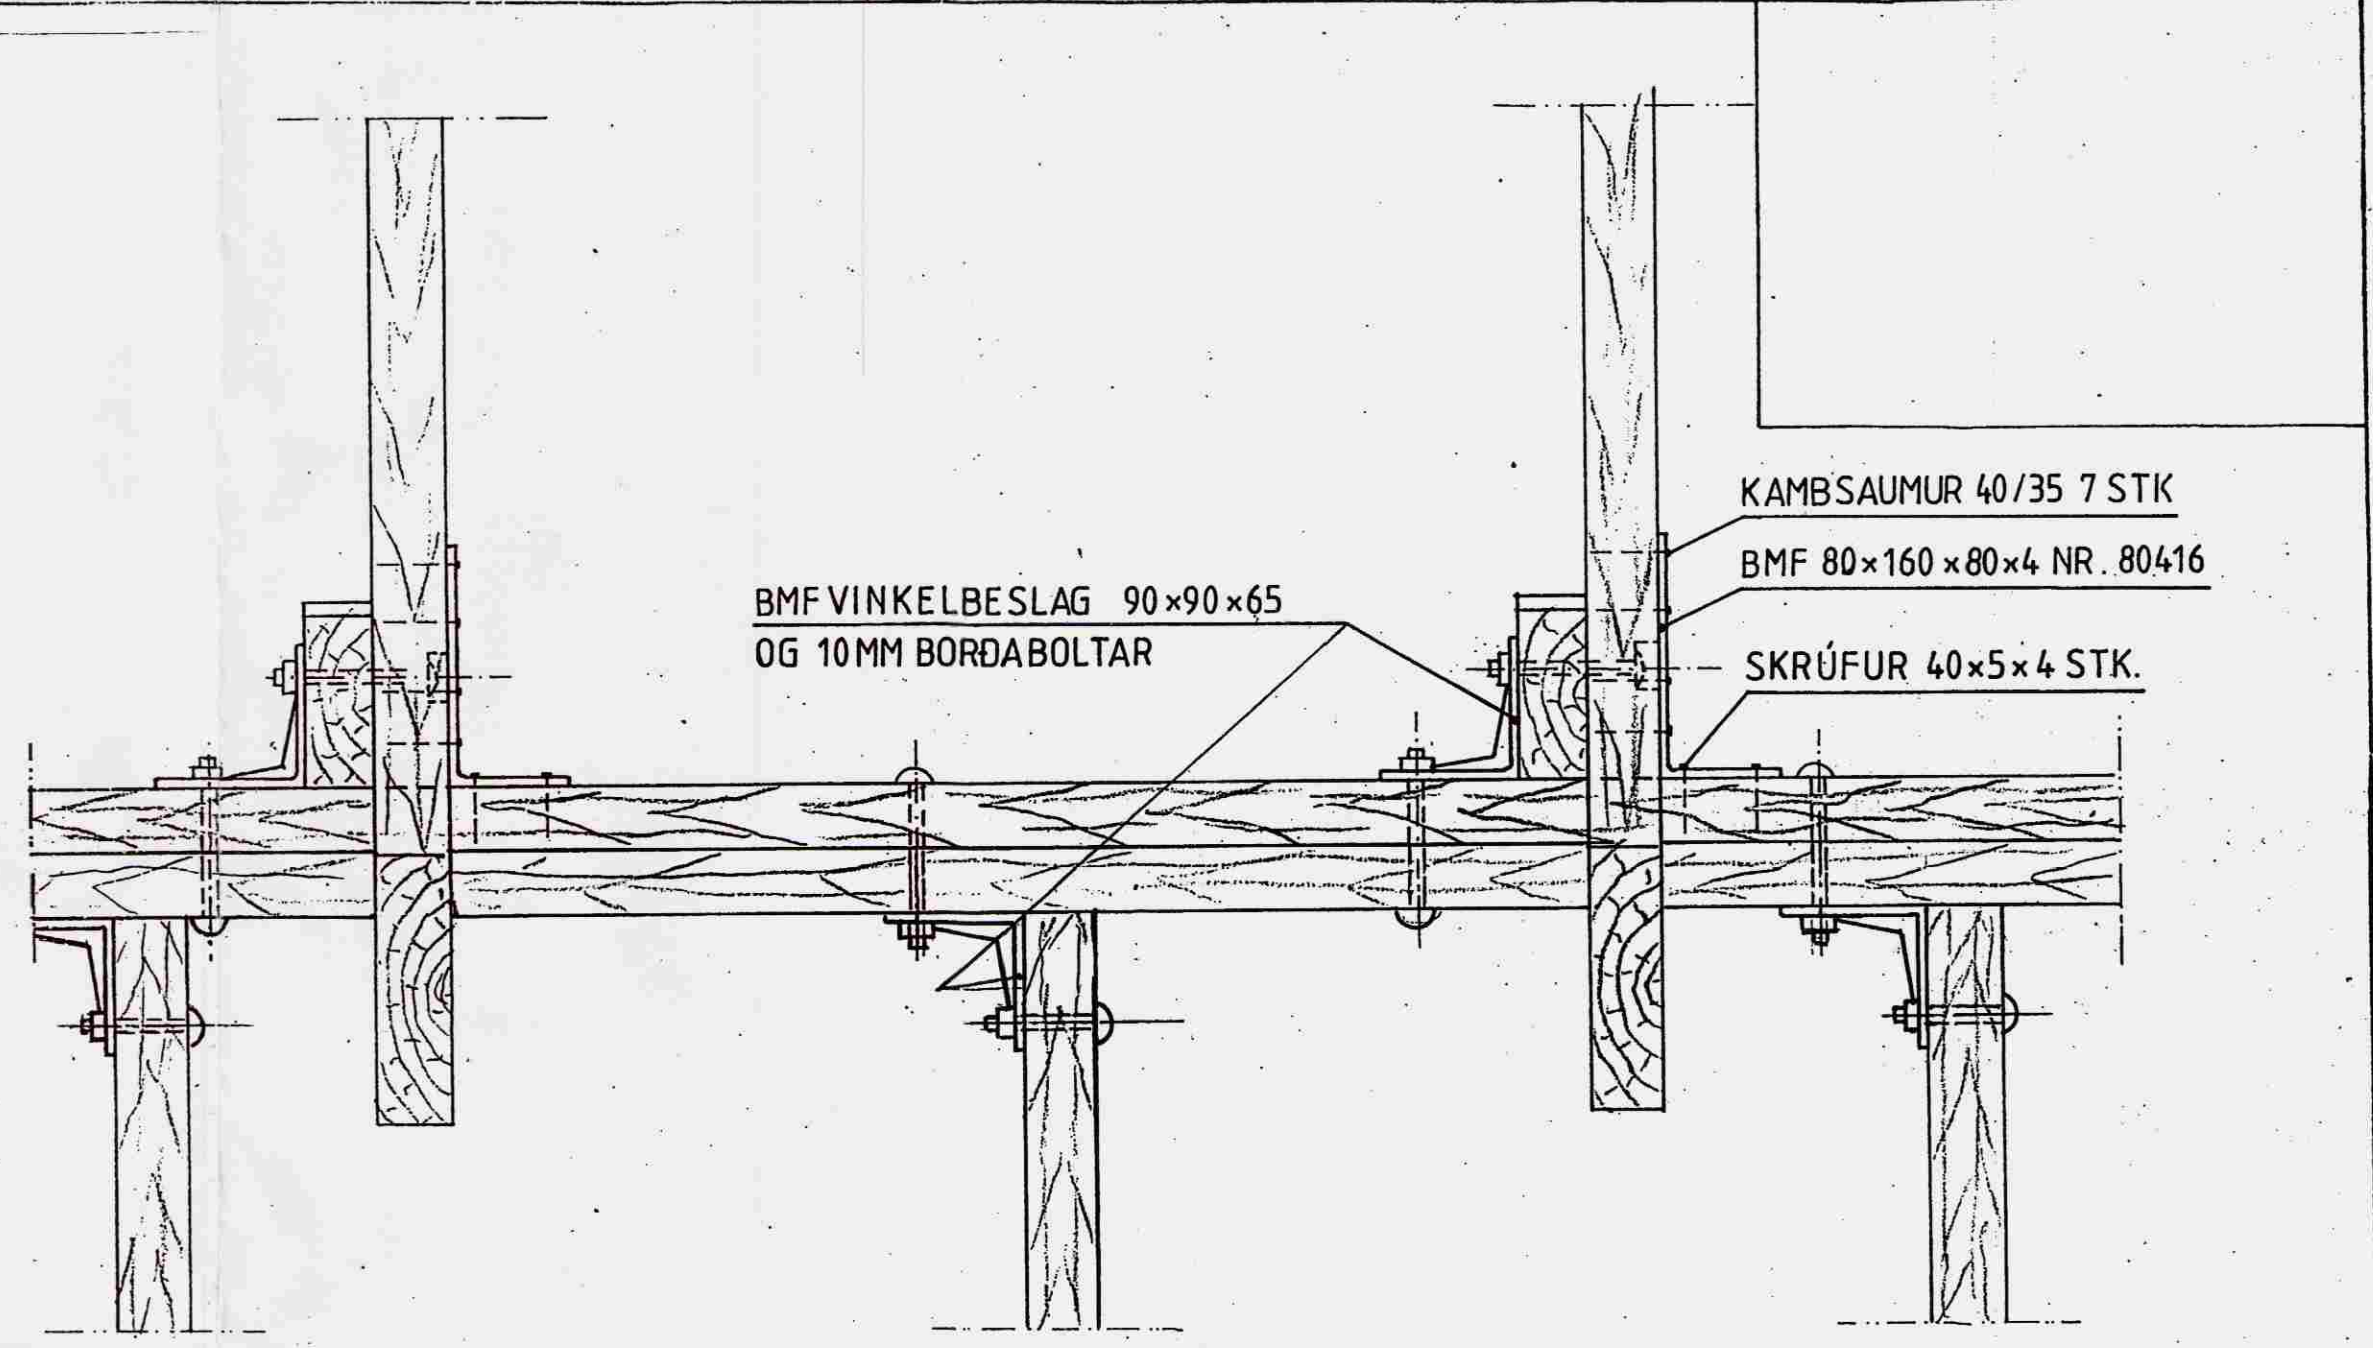 KAMBSAUMUR 40/35 7 STK
BMF 80×160×80×4 NR. 80416
BMF VINKELBESLAG 90×90×65
OG 10MM BORÐABOLTAR
SKRÚFUR 40×5×4 STK.